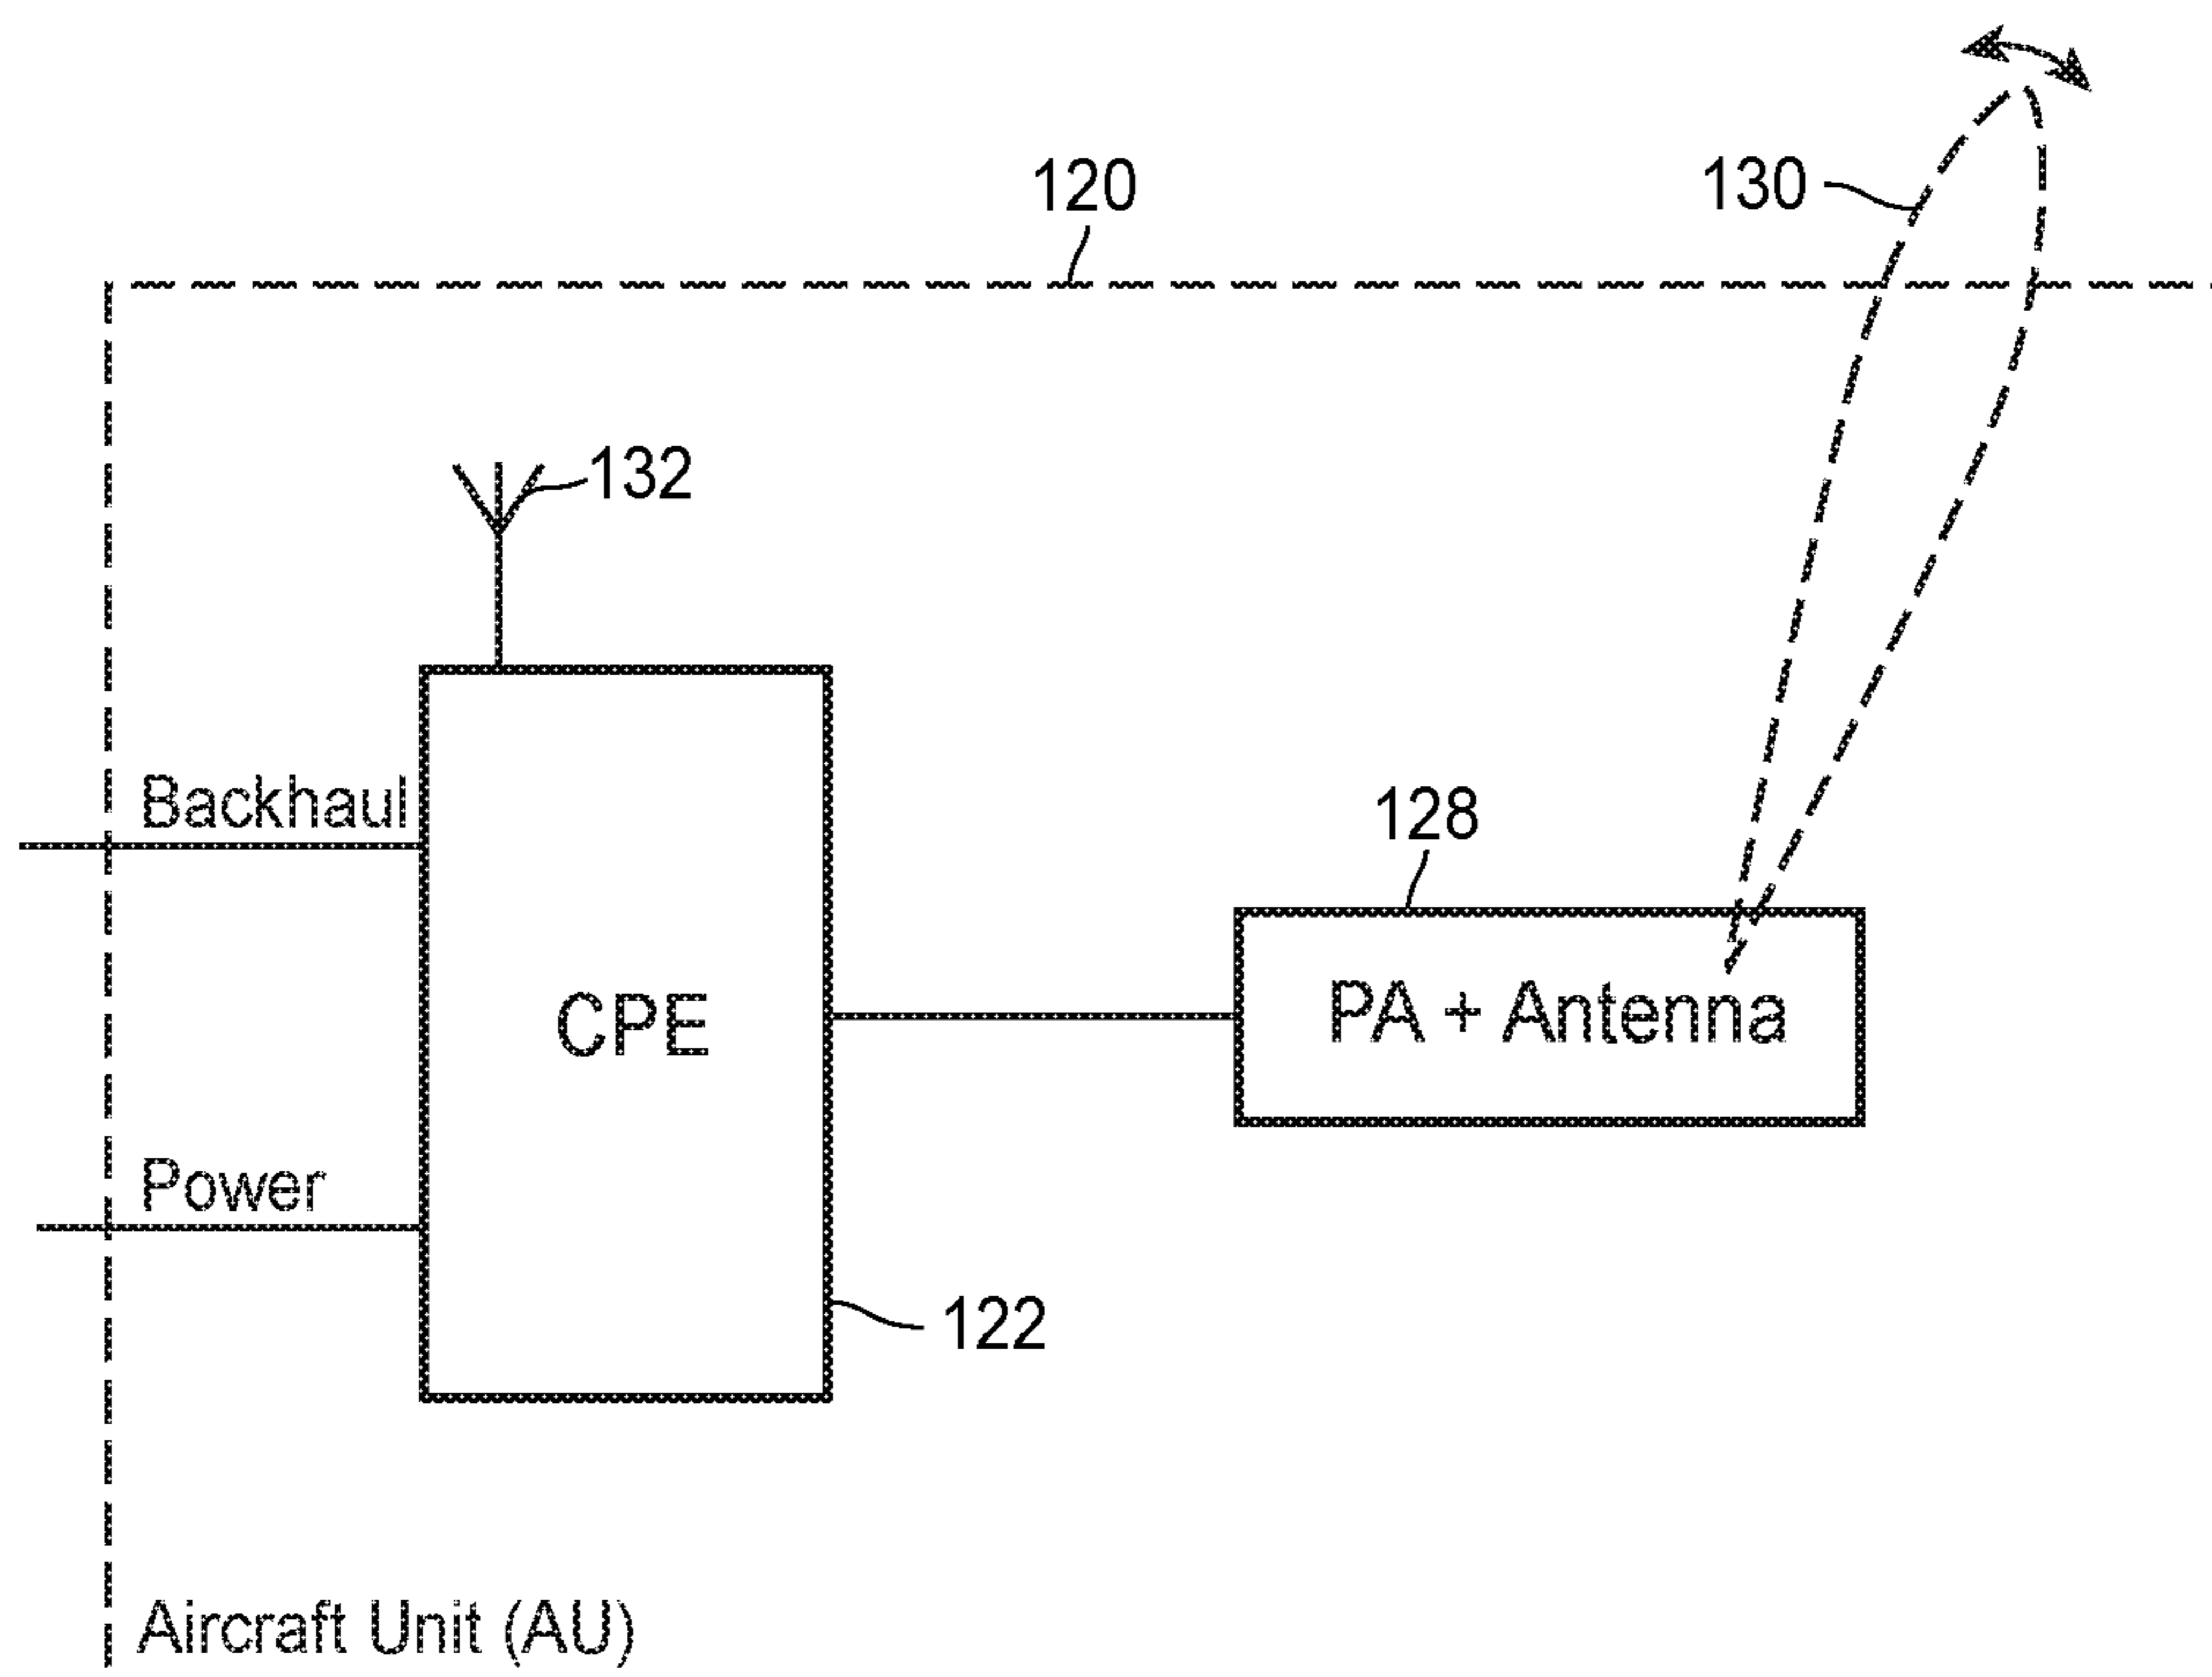 120
130
132
Backhaul
128
CPE
PA + Antenna
Power
122
Aircraft Unit (AU)